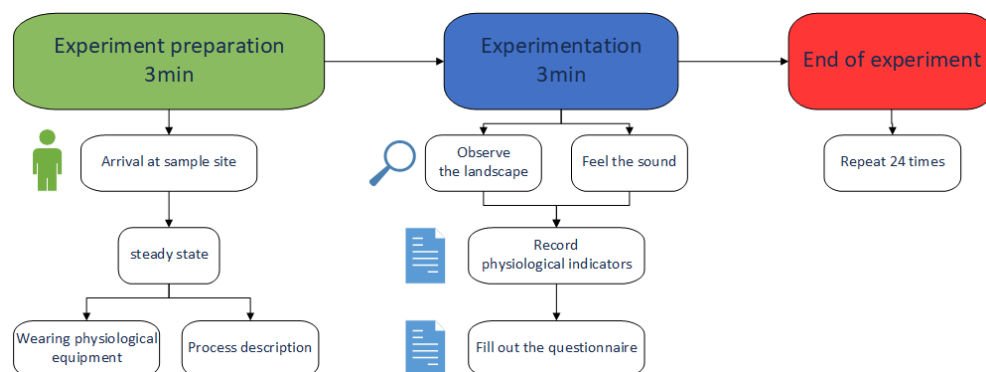 Experiment preparation
3min
Experimentation
3min
End of experiment
Arrival at sample site
Observe
the landscape
Feel the sound
Repeat 24 times
steady state
Record
physiological indicators
Wearing physiological
equipment
Process description
Fill out the questionnaire